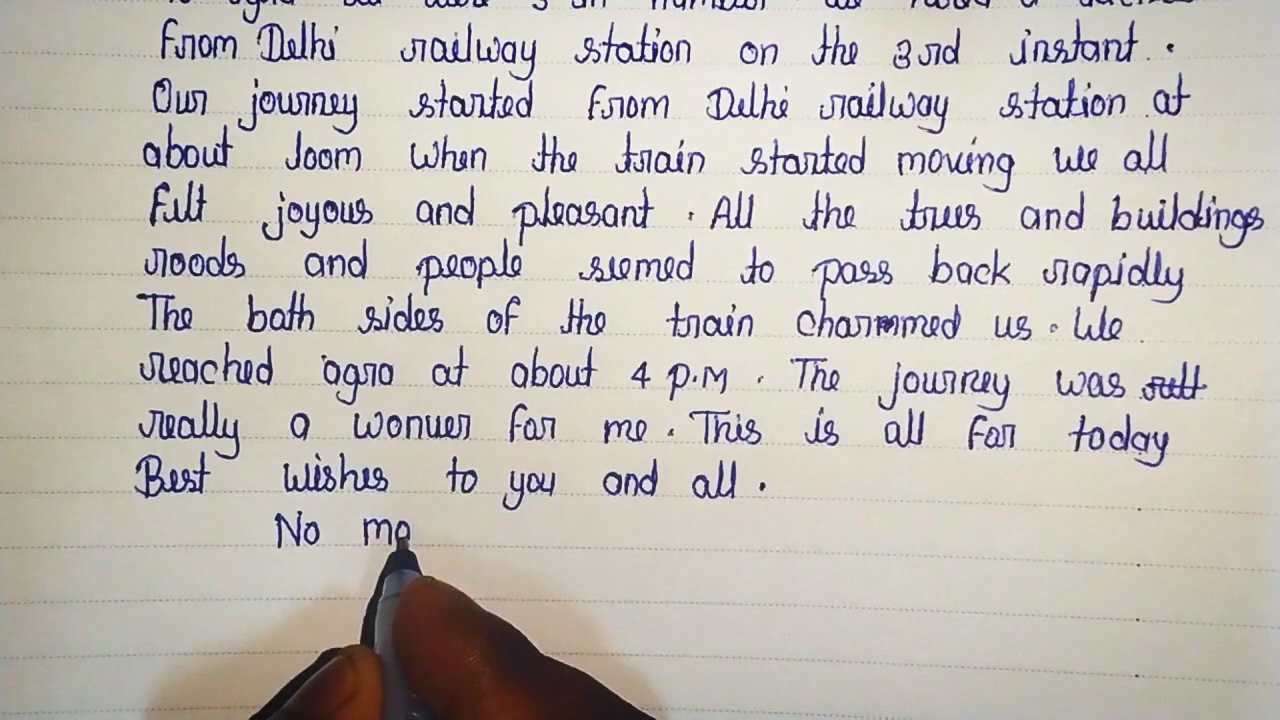 From Delhi railway station on the 3rd instant.
Our journey started from Delhi railway station at
about when the train started moving we all
felt joyous and pleasant. All the trees and buildings
roods and people seemed to pass back rapidly
The bath sides of the train charmmed us. We
reached agra at about 4 p.m. The journey was
really a wonuer for me. This is all for today
Best wishes to you and all.
No mo